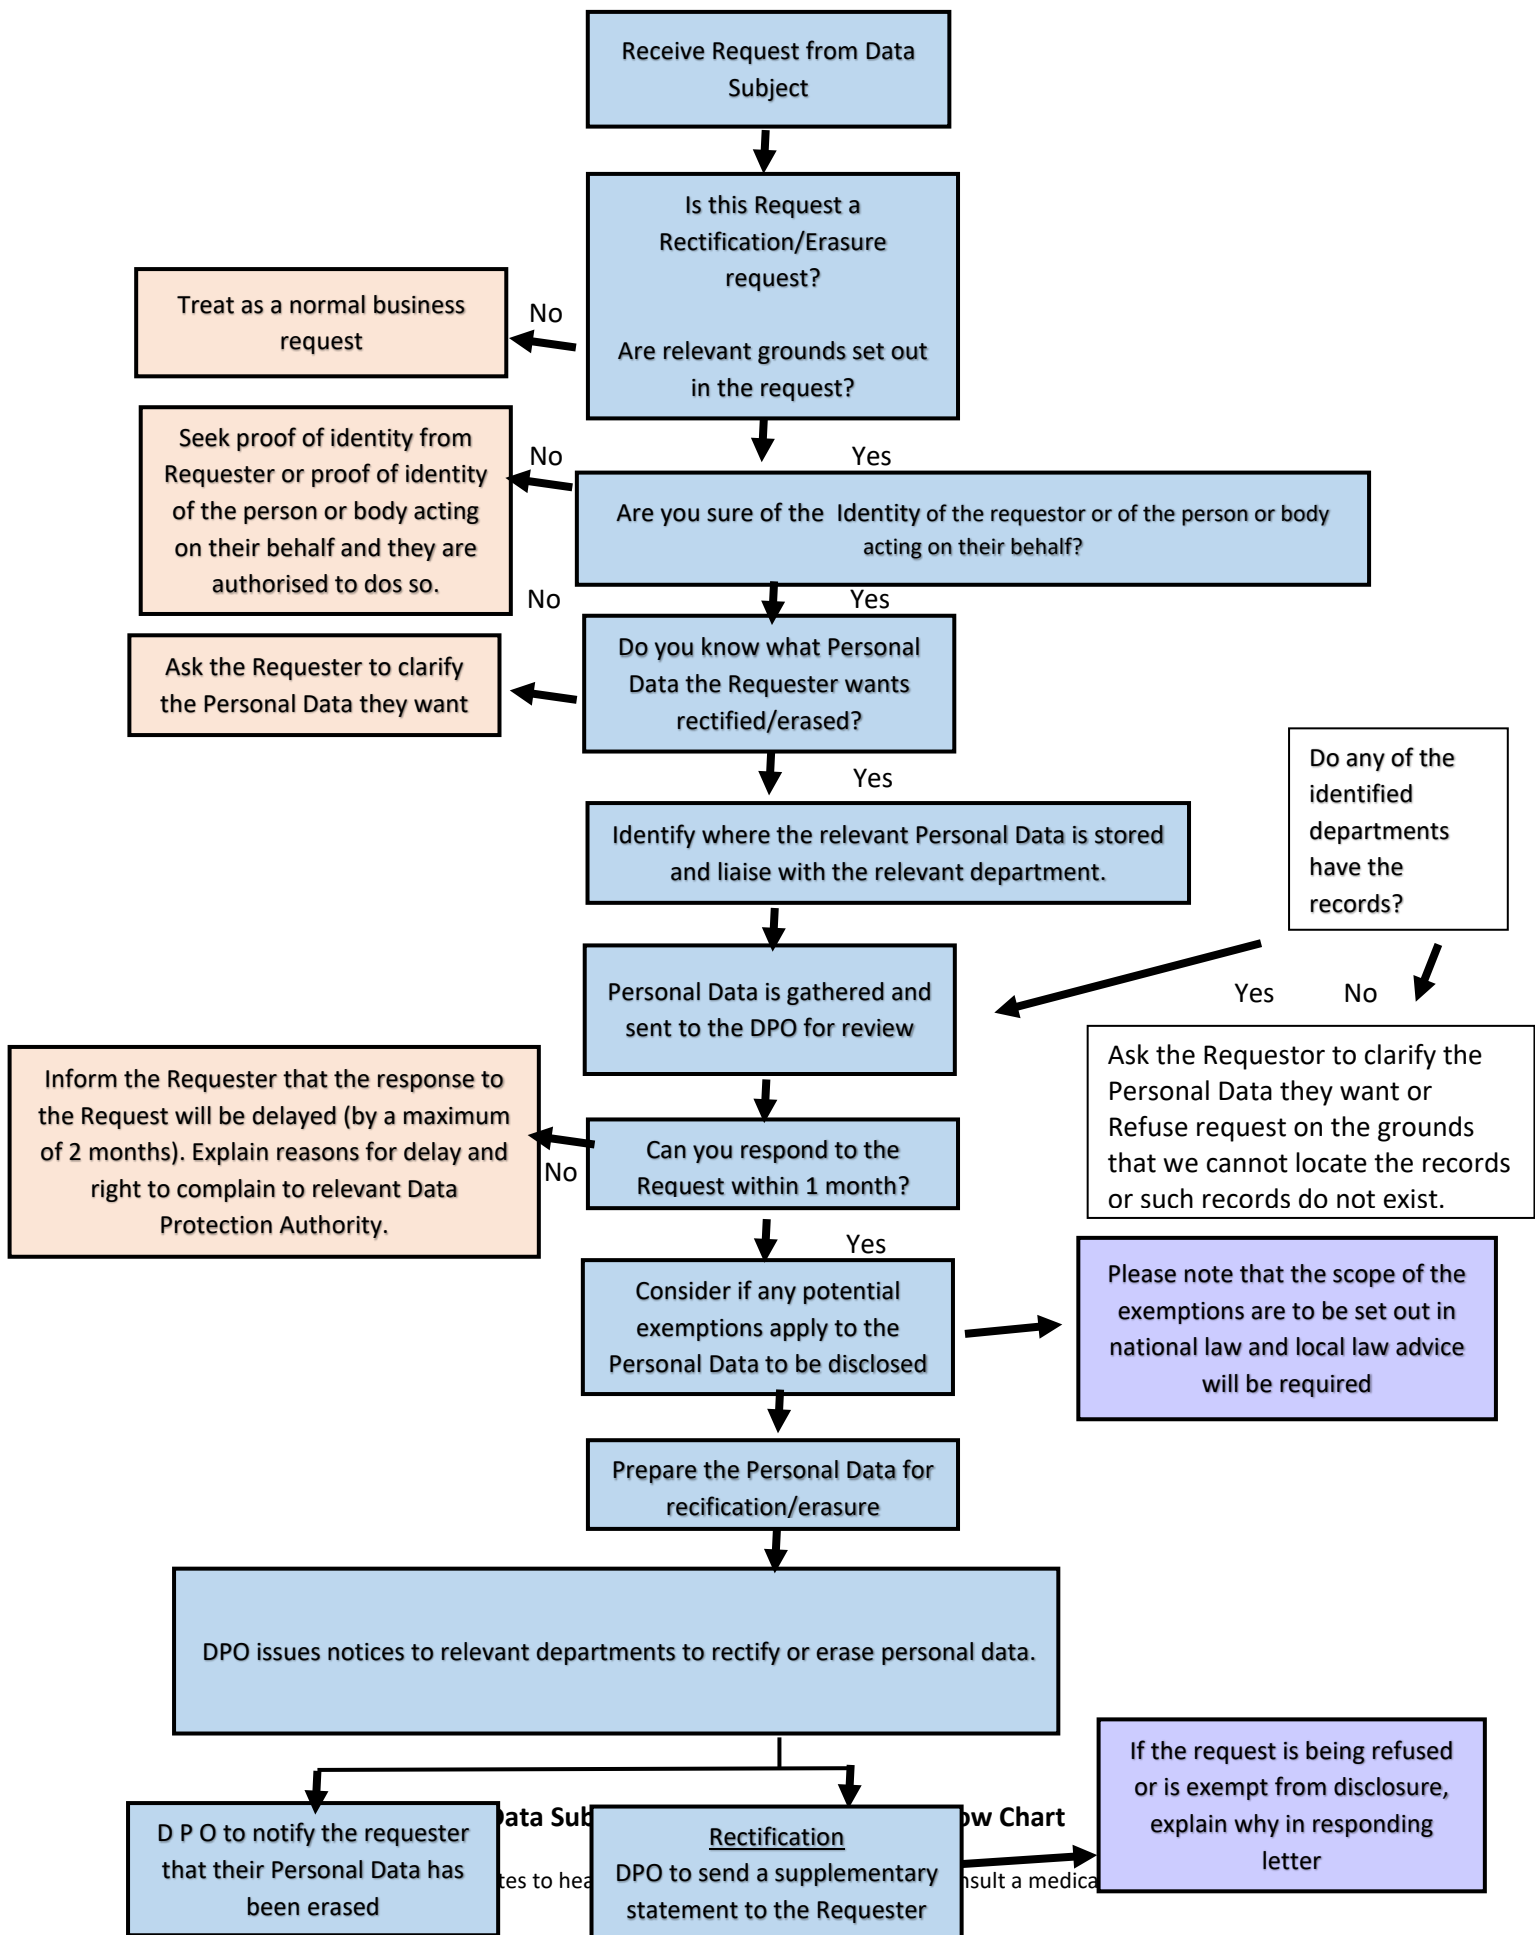 Receive Request from Data
Subject
Is this Request a
Rectification/Erasure
request?
Are relevant grounds set out
in the request?
No
Treat as a normal business
request
Yes
No
Seek proof of identity from
Requester or proof of identity
of the person or body acting
on their behalf and they are
authorised to dos so.
Are you sure of the Identity of the requestor or of the person or body
acting on their behalf?
No
Yes
Ask the Requester to clarify
the Personal Data they want
Do you know what Personal
Data the Requester wants
rectified/erased?
Yes
Do any of the
identified
departments
have the
records?
Identify where the relevant Personal Data is stored
and liaise with the relevant department.
Personal Data is gathered and
sent to the DPO for review
Yes
No
Ask the Requestor to clarify the
Personal Data they want or
Refuse request on the grounds
that we cannot locate the records
or such records do not exist.
Inform the Requester that the response to
the Request will be delayed (by a maximum
of 2 months). Explain reasons for delay and
right to complain to relevant Data
Protection Authority.
No
Can you respond to the
Request within 1 month?
Yes
Consider if any potential
exemptions apply to the
Personal Data to be disclosed
Please note that the scope of the
exemptions are to be set out in
national law and local law advice
will be required
Prepare the Personal Data for
recification/erasure
DPO issues notices to relevant departments to rectify or erase personal data.
D P O to notify the requester
that their Personal Data has
been erased
Rectification
DPO to send a supplementary
statement to the Requester
If the request is being refused
or is exempt from disclosure,
explain why in responding
letter
Data Sub
ow Chart
tes to hea
nsult a medica